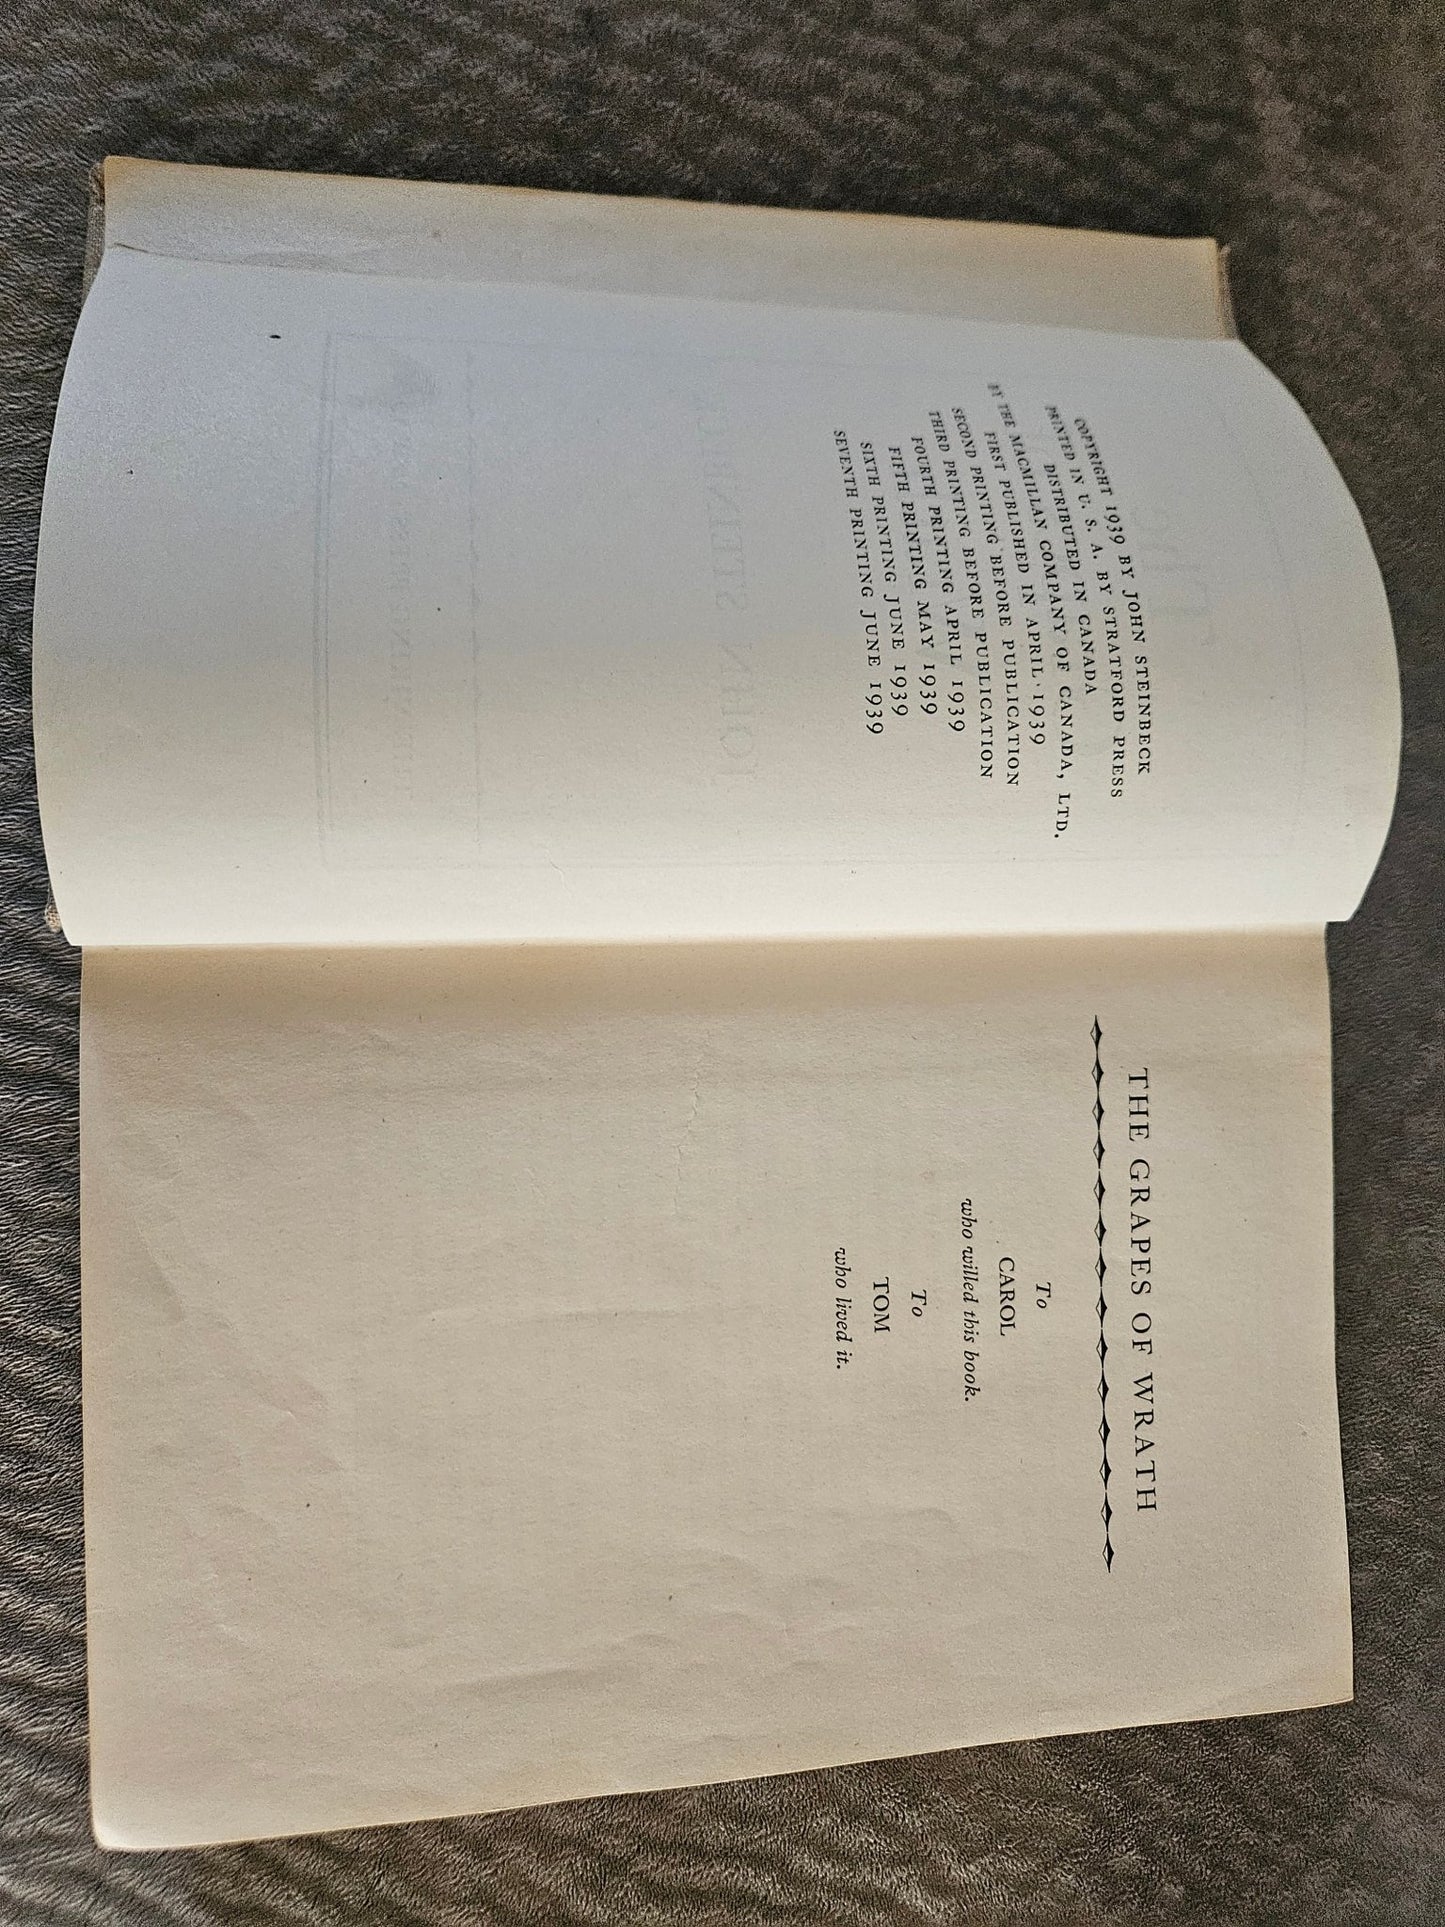 COPYRIGHT 1939 BY JOHN STEINBECK
PRINTED IN U. S. A. BY STRATFORD PRESS
DISTRIBUTED IN CANADA
BY THE MACMILLAN COMPANY OF CANADA, LTD.
FIRST PUBLISHED IN APRIL · 1939
SECOND PRINTING BEFORE PUBLICATION
THIRD PRINTING BEFORE PUBLICATION
FOURTH PRINTING APRIL 1939
FIFTH PRINTING MAY 1939
SIXTH PRINTING JUNE 1939
SEVENTH PRINTING JUNE 1939
THE GRAPES OF WRATH
To
CAROL
who willed this book.
To
TOM
who lived it.